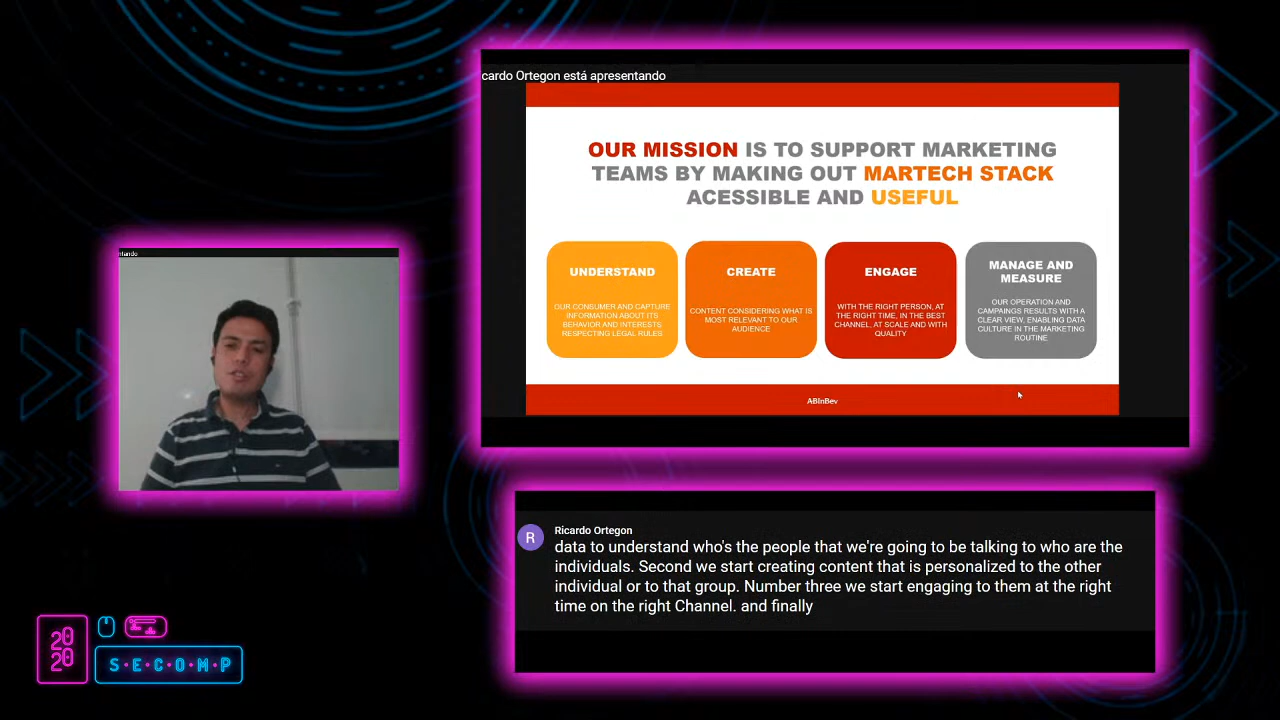 cardo Ortegon está apresentando
OUR MISSION IS TO SUPPORT MARKETING
TEAMS BY MAKING OUT MARTECH STACK
ACESSIBLE AND USEFUL
UNDERSTAND
OUR CONSUMER AND CAPTURE
INFORMATION ABOUT ITS
BEHAVIOR AND INTERESTS
RESPECTING LEGAL RULES
CREATE
CONTENT CONSIDERING WHAT IS
MOST RELEVANT TO OUR
AUDIENCE
ENGAGE
WITH THE RIGHT PERSON, AT
THE RIGHT TIME, IN THE BEST
CHANNEL, AT SCALE AND WITH
QUALITY
MANAGE AND
MEASURE
OUR OPERATION AND
CAMPAINGS RESULTS WITH A
CLEAR VIEW, ENABLING DATA
CULTURE IN THE MARKETING
ROUTINE
ABInBev
ntando
R
Ricardo Ortegon
data to understand who's the people that we're going to be talking to who are the
individuals. Second we start creating content that is personalized to the other
individual or to that group. Number three we start engaging to them at the right
time on the right Channel. and finally
20
20
S·E·C·O·M·P